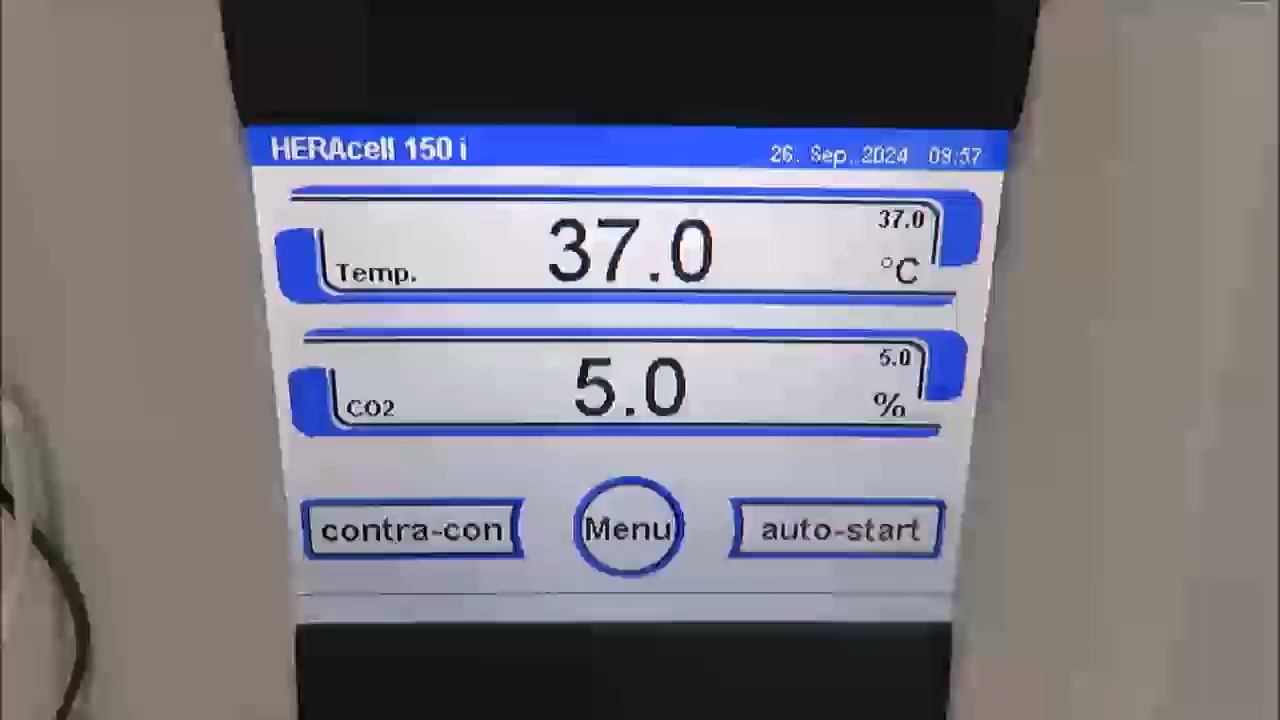 HERAcell 150 i
26. Sep. 2024 09:57
37.0
Temp. 37.0 °C
5.0
CO2 5.0 %
contra-con Menu auto-start